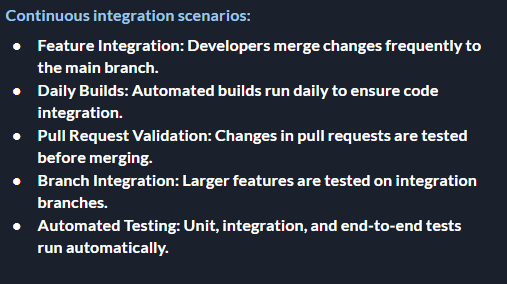 Continuous integration scenarios:
● Feature Integration: Developers merge changes frequently to
the main branch.
● Daily Builds: Automated builds run daily to ensure code
integration.
● Pull Request Validation: Changes in pull requests are tested
before merging.
● Branch Integration: Larger features are tested on integration
branches.
● Automated Testing: Unit, integration, and end-to-end tests
run automatically.